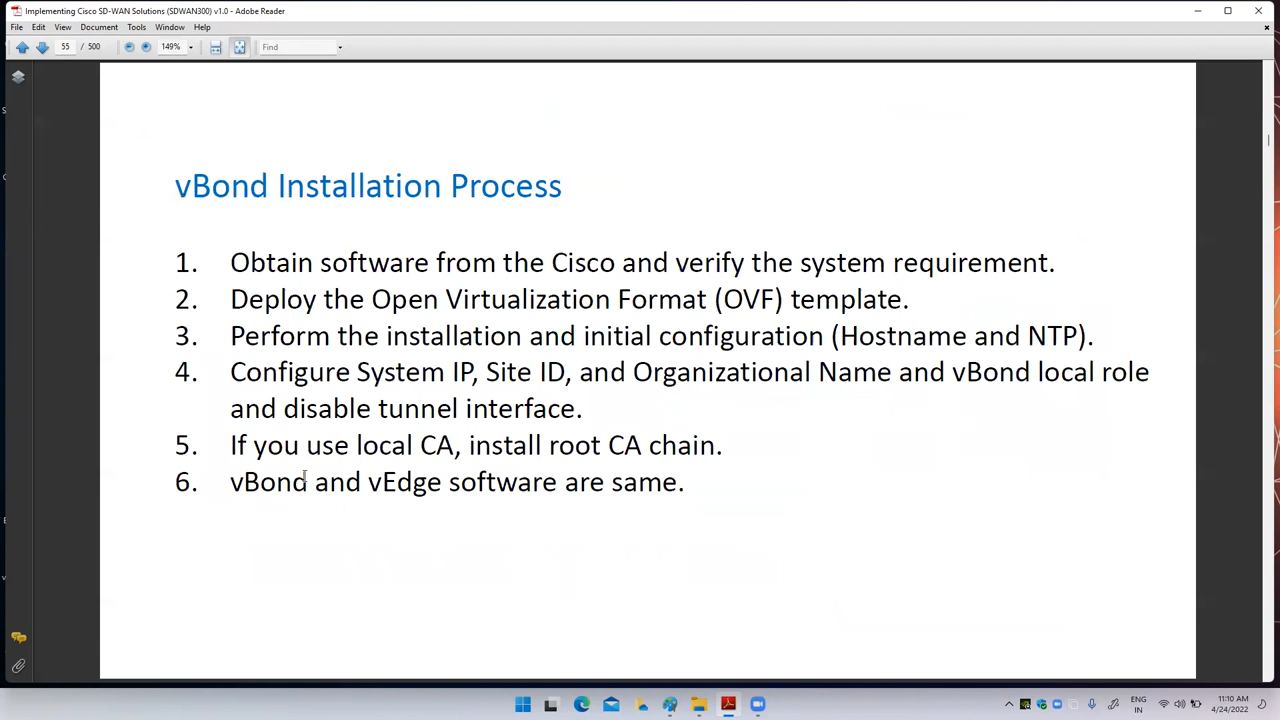 Implementing Cisco SD-WAN Solutions (SDWAN300) v1.0 - Adobe Reader
File Edit View Document Tools Window Help
55 / 500 149% Find
vBond Installation Process
1. Obtain software from the Cisco and verify the system requirement.
2. Deploy the Open Virtualization Format (OVF) template.
3. Perform the installation and initial configuration (Hostname and NTP).
4. Configure System IP, Site ID, and Organizational Name and vBond local role
and disable tunnel interface.
5. If you use local CA, install root CA chain.
6. vBond and vEdge software are same.
ENG
IN
11:10 AM
4/24/2022